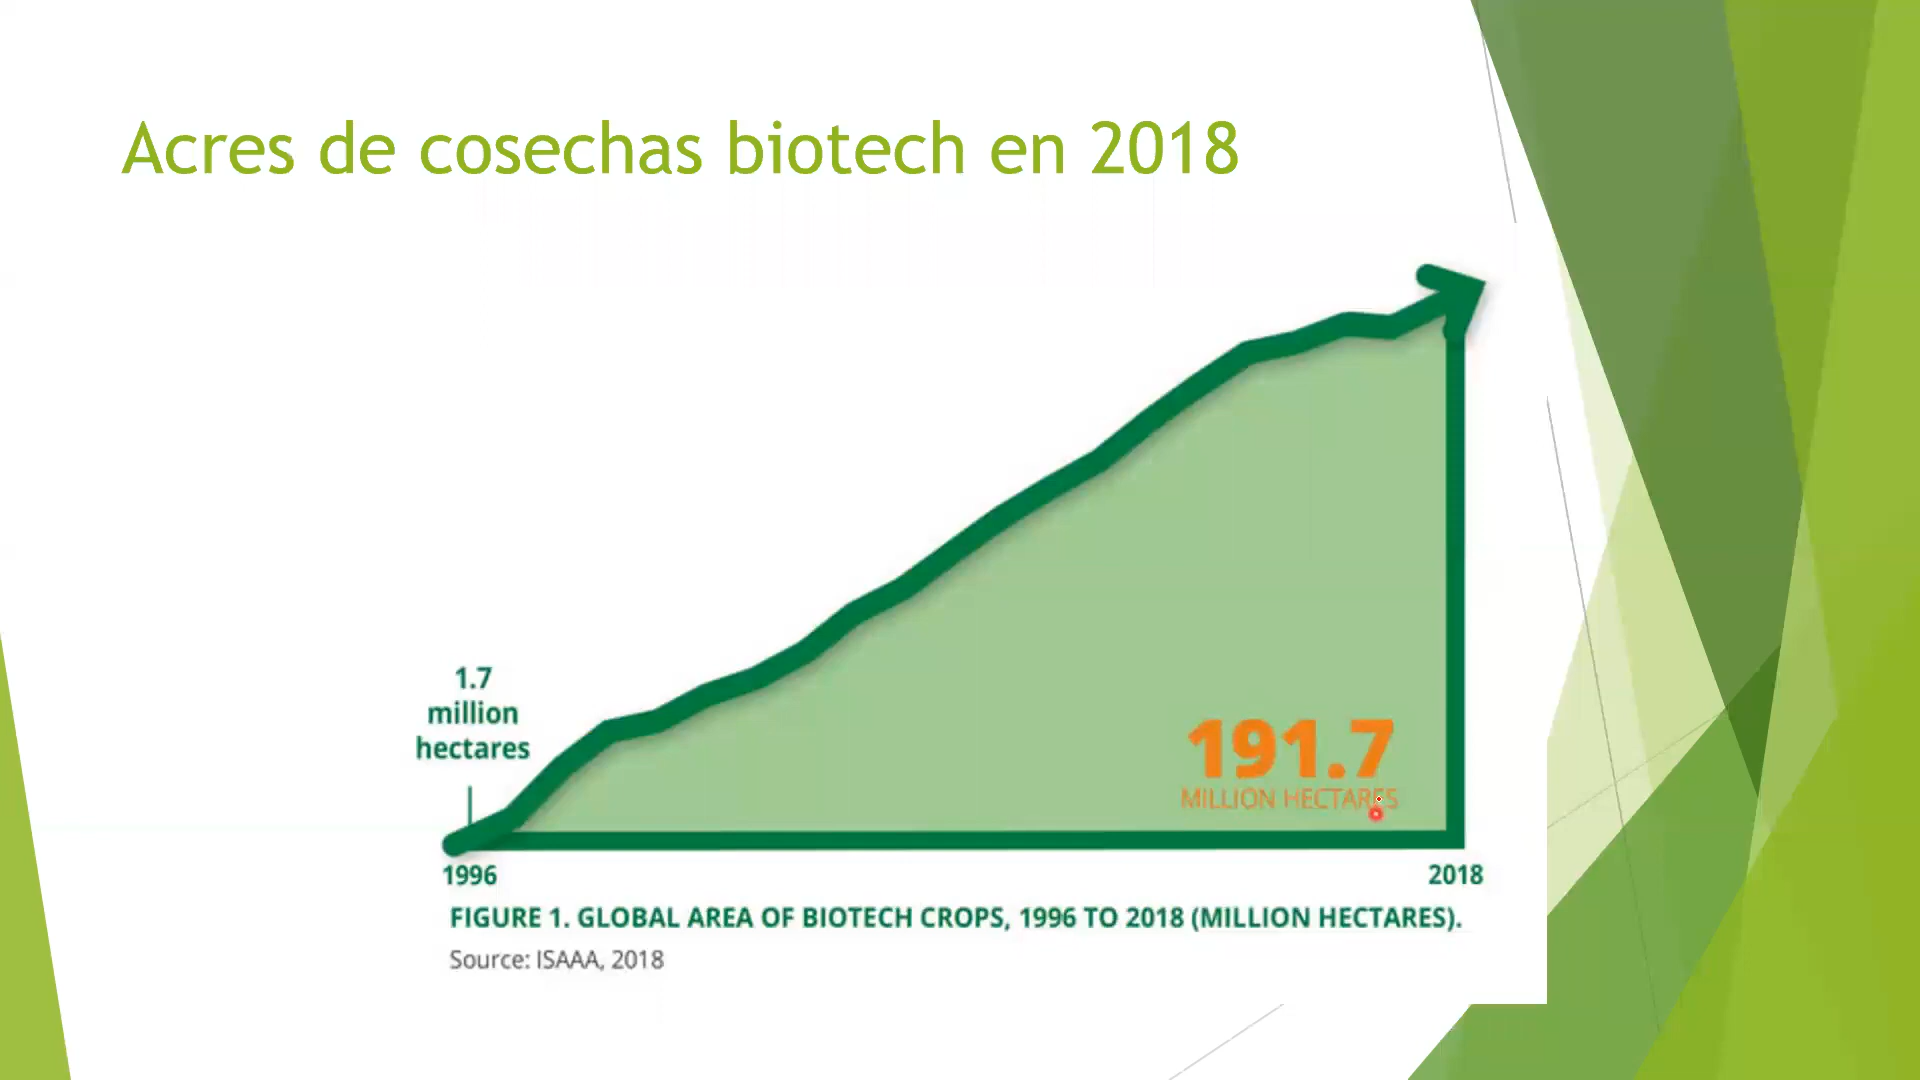 Acres de cosechas biotech en 2018
1.7
million
hectares
191.7
MILLION HECTARES
1996
2018
FIGURE 1. GLOBAL AREA OF BIOTECH CROPS, 1996 TO 2018 (MILLION HECTARES).
Source: ISAAA, 2018